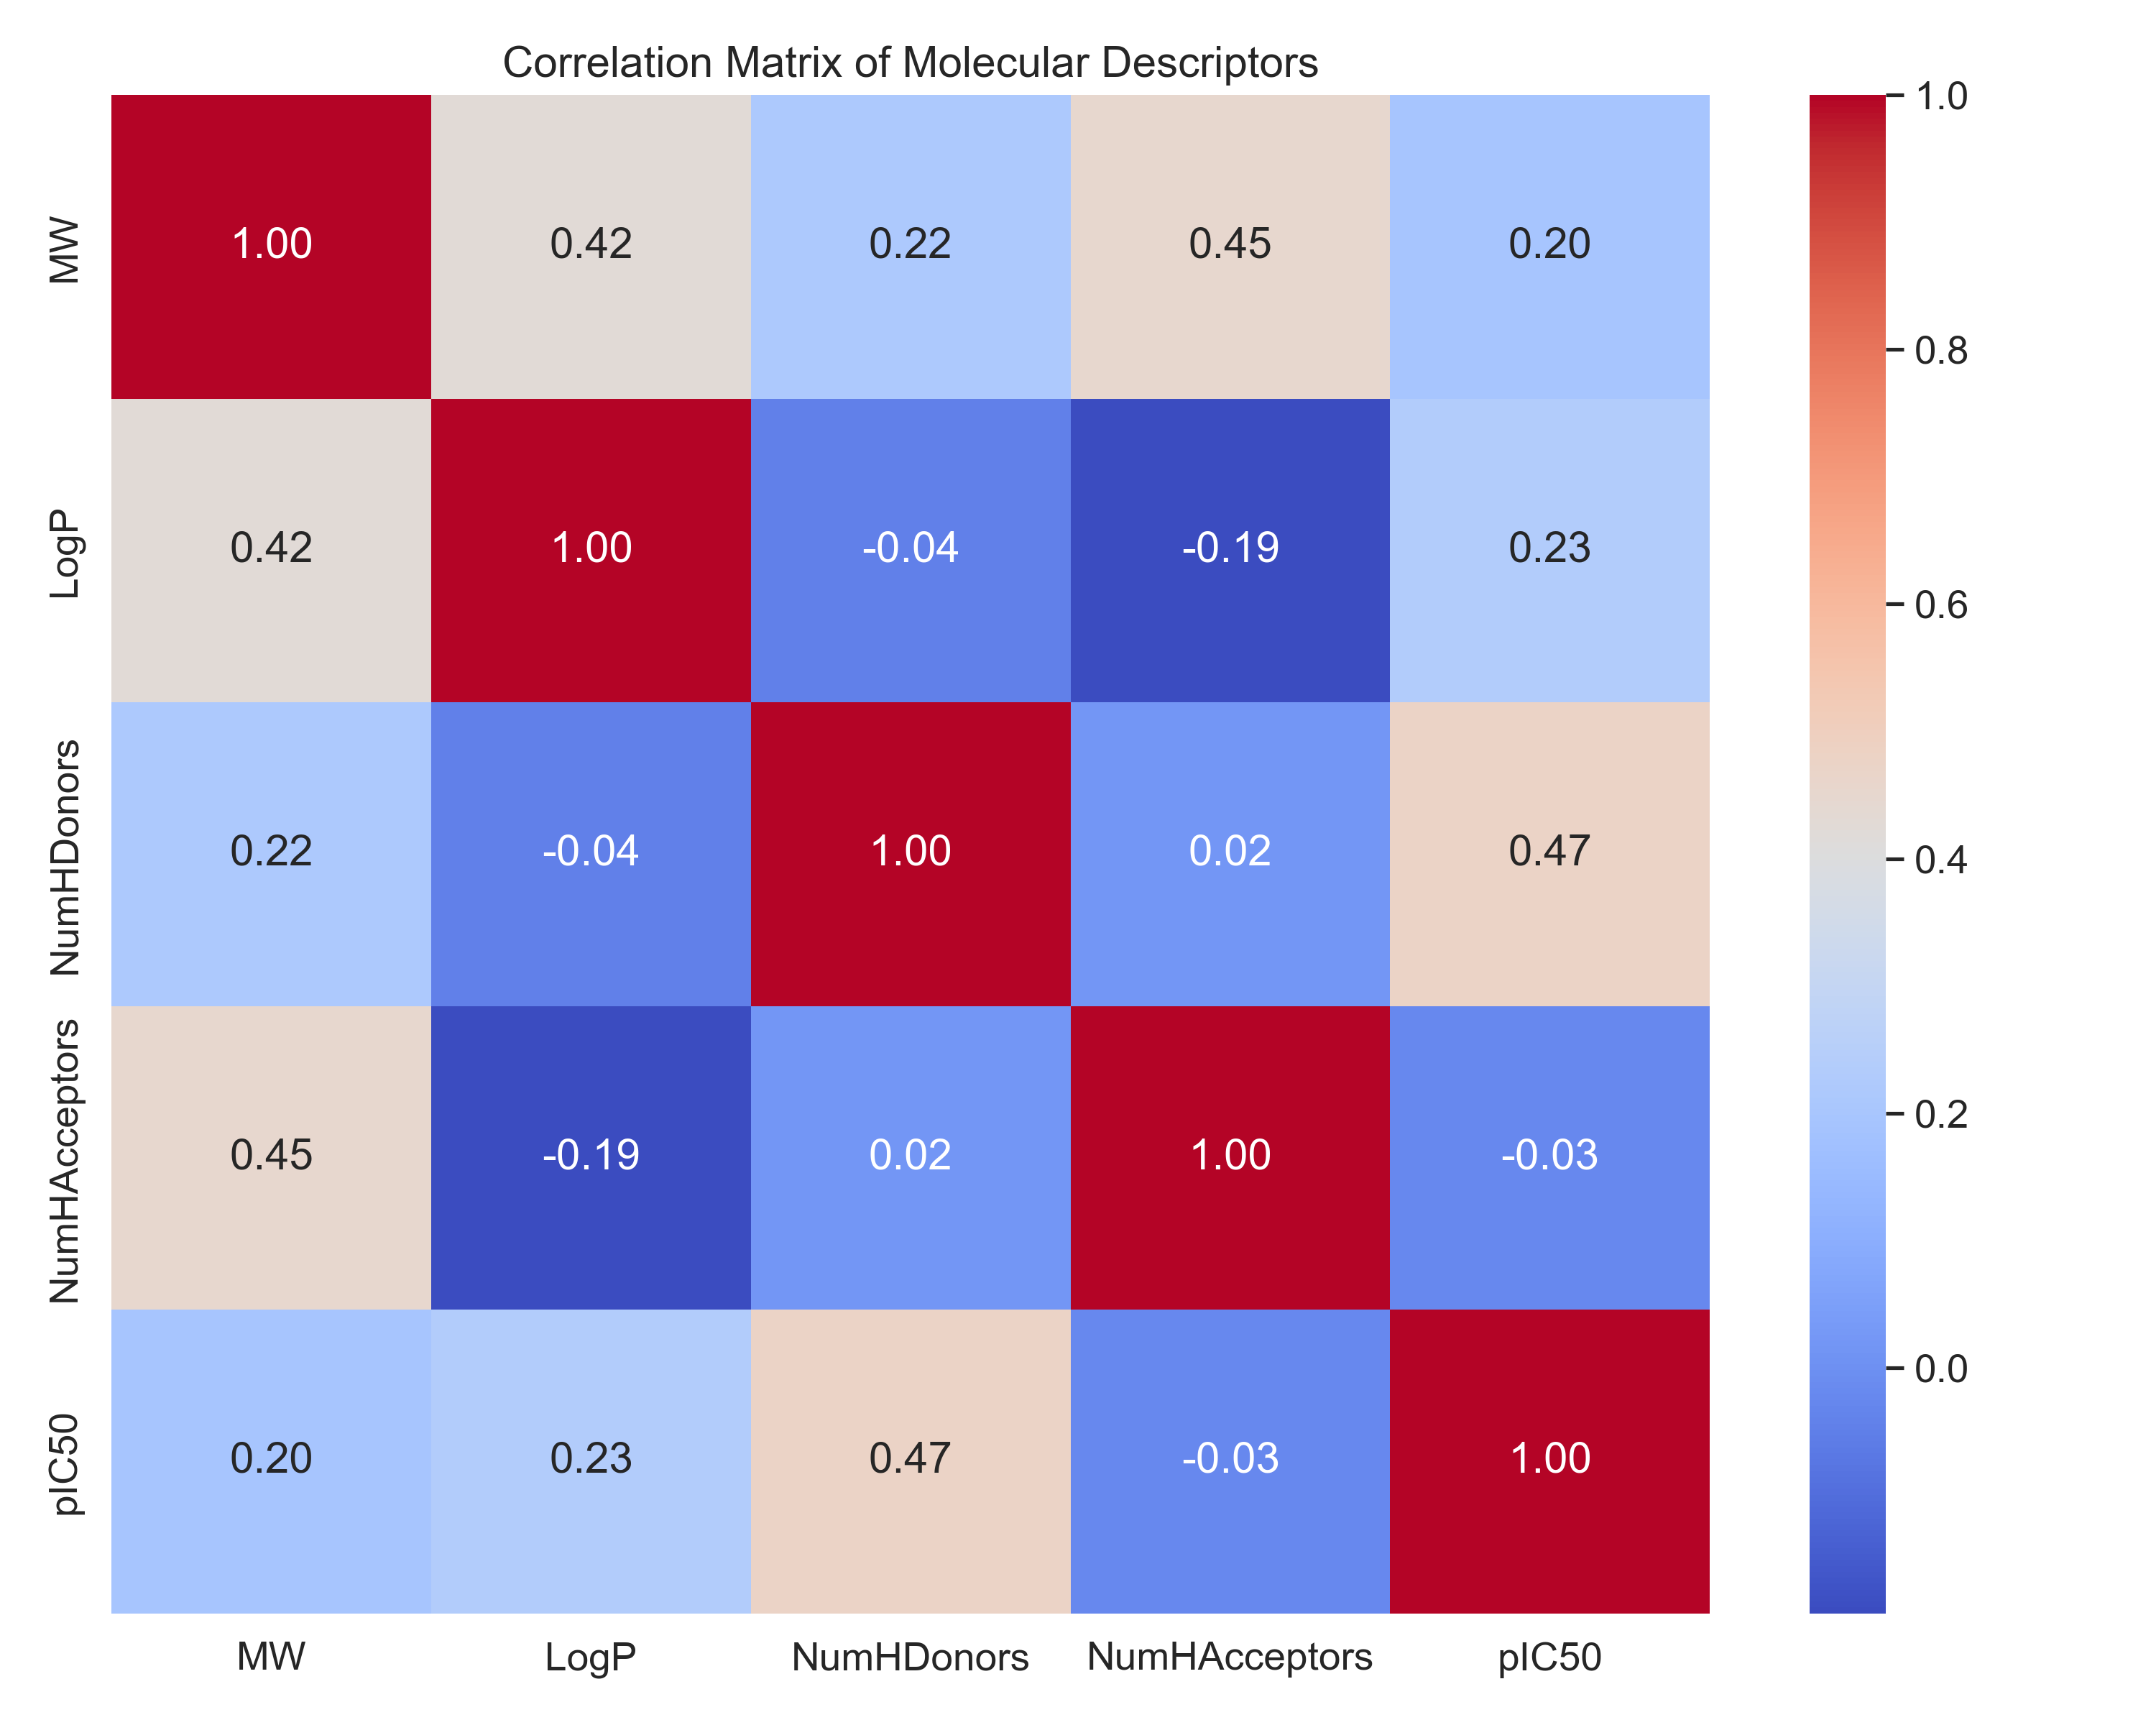 Correlation Matrix of Molecular Descriptors
MW 1.00 0.42 0.22 0.45 0.20
LogP 0.42 1.00 -0.04 -0.19 0.23
NumHDonors 0.22 -0.04 1.00 0.02 0.47
NumHAcceptors 0.45 -0.19 0.02 1.00 -0.03
pIC50 0.20 0.23 0.47 -0.03 1.00
MW LogP NumHDonors NumHAcceptors pIC50
1.0
0.8
0.6
0.4
0.2
0.0